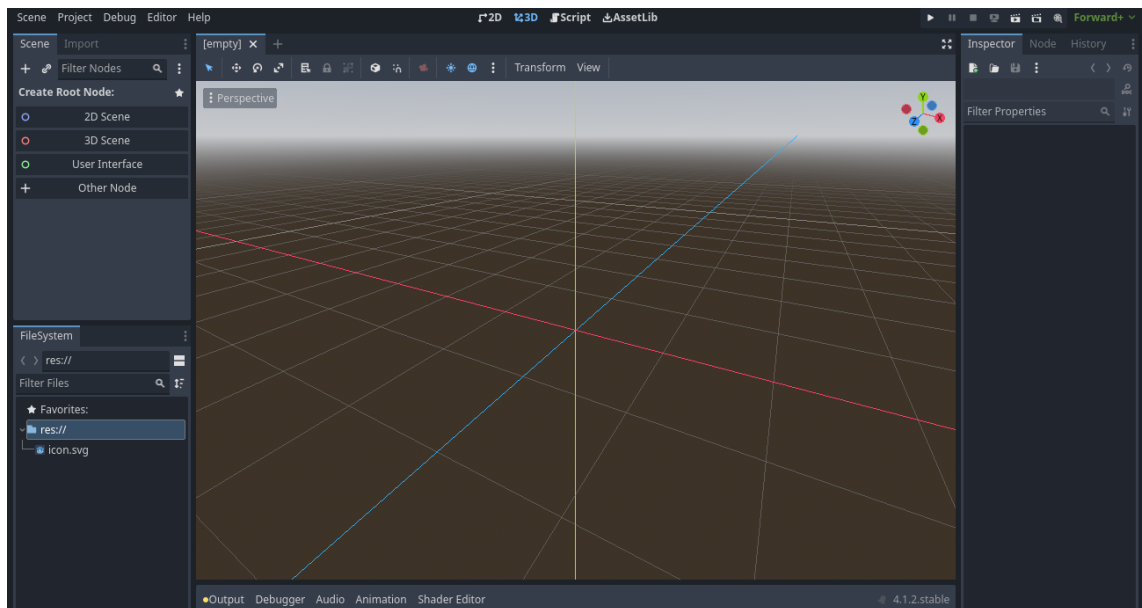 Scene Project Debug Editor Help
2D 3D Script AssetLib
Forward+
Scene Import
[empty]
Inspector Node History
Filter Nodes
Transform View
Create Root Node:
Perspective
Filter Properties
2D Scene
3D Scene
User Interface
Other Node
Y
X
Z
FileSystem
res://
Filter Files
Favorites:
res://
icon.svg
Output Debugger Audio Animation Shader Editor
4.1.2.stable